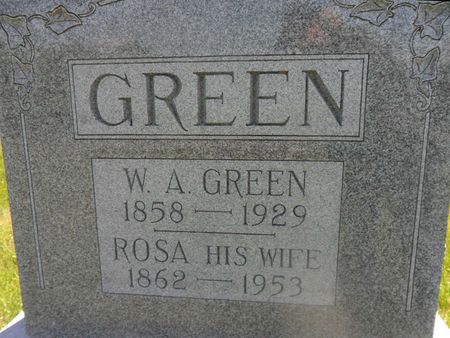 GREEN
W. A. GREEN
1858 — 1929
ROSA HIS WIFE
1862 — 1953